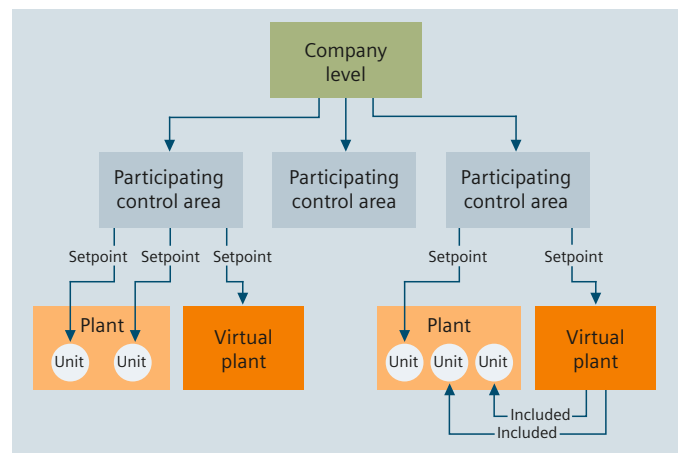 Company
level
Participating
control area
Participating
control area
Participating
control area
Setpoint
Setpoint
Setpoint
Setpoint
Setpoint
Plant
Unit
Unit
Virtual
plant
Plant
Unit
Unit
Unit
Virtual
plant
Included
Included